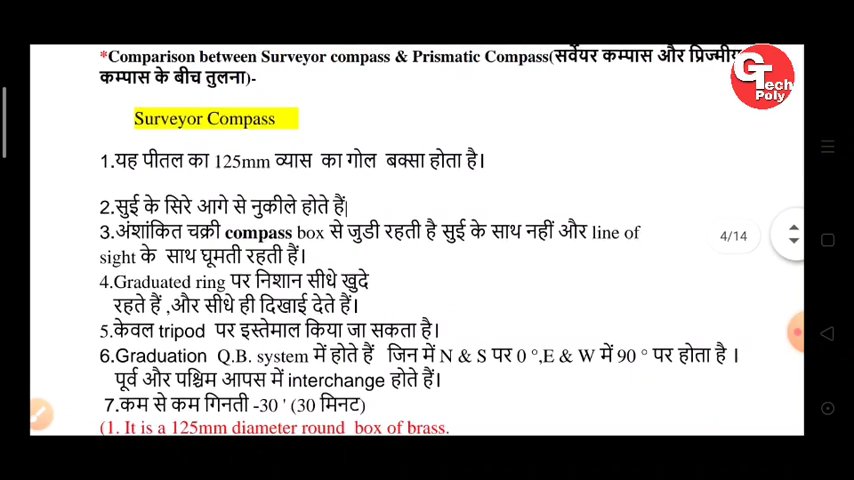 *Comparison between Surveyor compass & Prismatic Compass(सर्वेयर कम्पास और प्रिज्मीय
कम्पास के बीच तुलना)-
GTech
Poly
Surveyor Compass
1.यह पीतल का 125mm व्यास का गोल बक्सा होता है।
2.सुई के सिरे आगे से नुकीले होते हैं
3.अंशांकित चक्री compass box से जुडी रहती है सुई के साथ नहीं और line of
sight के साथ घूमती रहती हैं।
4/14
4.Graduated ring पर निशान सीधे खुदे
रहते हैं ,और सीधे ही दिखाई देते हैं।
5.केवल tripod पर इस्तेमाल किया जा सकता है।
6.Graduation Q.B. system में होते हैं जिन में N & S पर 0 °,E & W में 90 ° पर होता है ।
पूर्व और पश्चिम आपस में interchange होते हैं।
7.कम से कम गिनती -30 ' (30 मिनट)
(1. It is a 125mm diameter round box of brass.